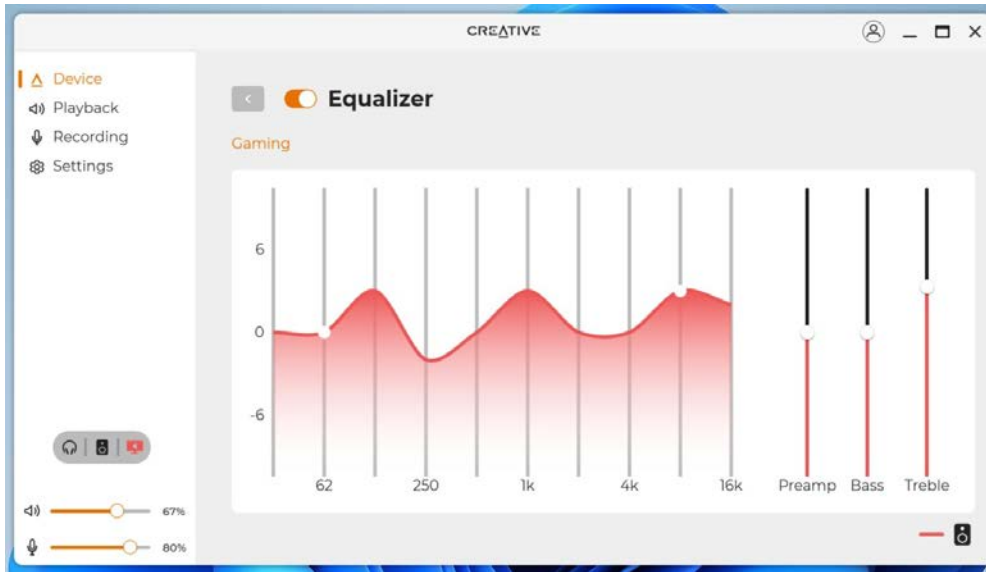 CREΔTIVE
Device
Playback
Recording
Settings
67%
80%
Equalizer
Gaming
6
0
-6
62 250 1k 4k 16k Preamp Bass Treble